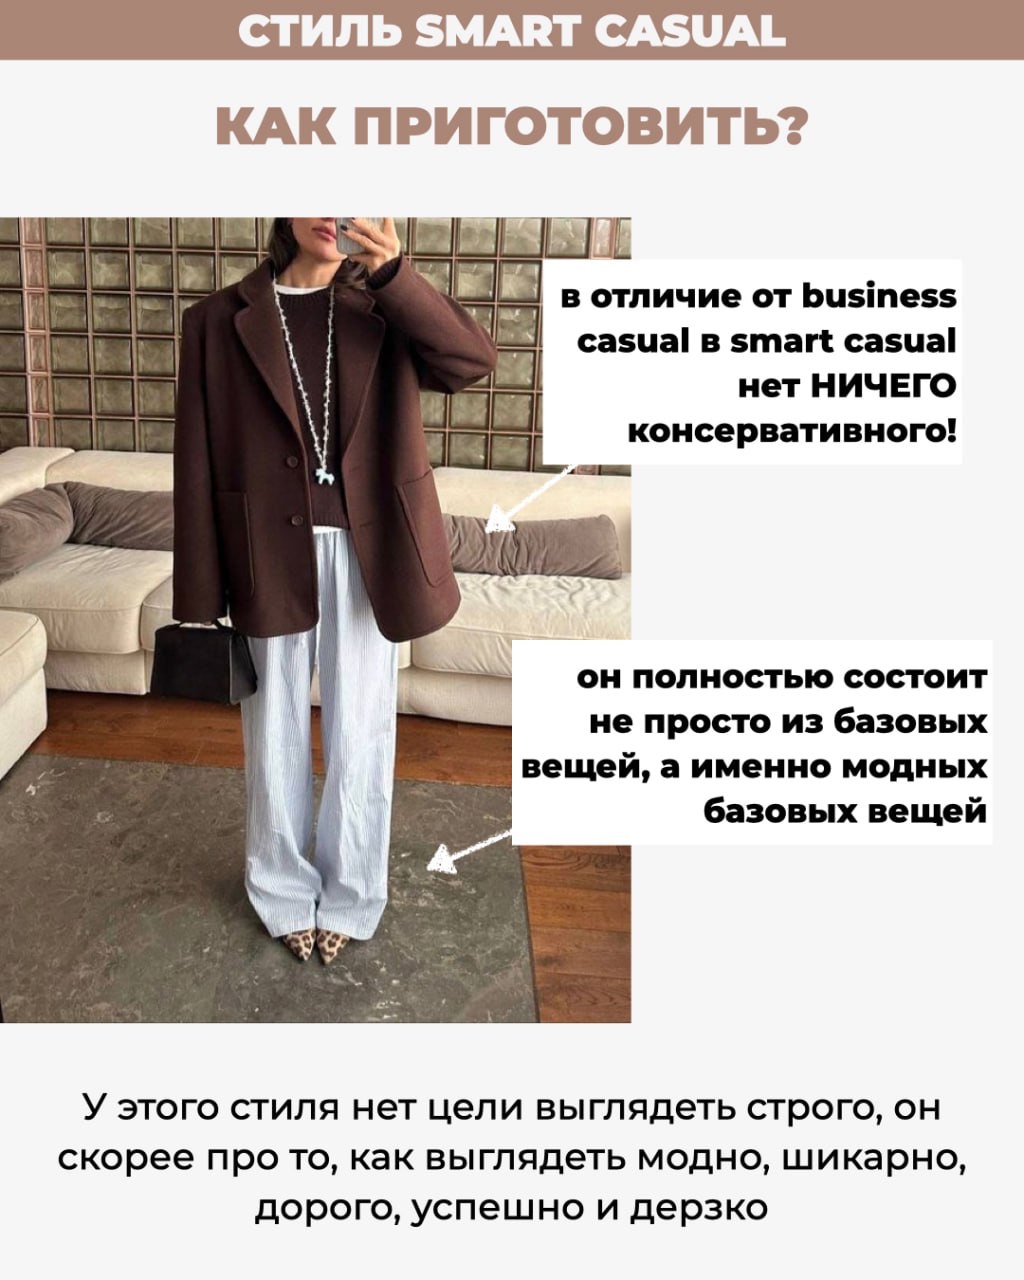 СТИЛЬ SMART CASUAL
КАК ПРИГОТОВИТЬ?
в отличие от business
casual в smart casual
нет НИЧЕГО
консервативного!
он полностью состоит
не просто из базовых
вещей, а именно модных
базовых вещей
У этого стиля нет цели выглядеть строго, он
скорее про то, как выглядеть модно, шикарно,
дорого, успешно и дерзко